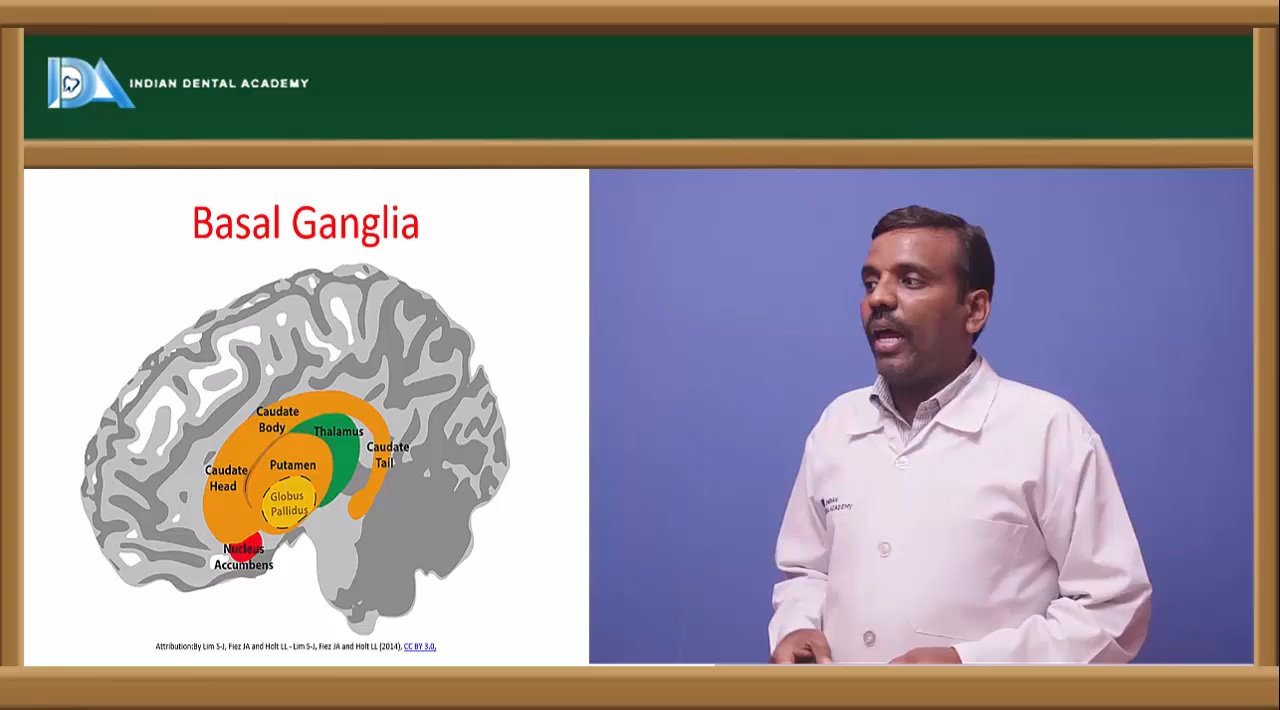 INDIAN DENTAL ACADEMY
Basal Ganglia
Caudate
Body
Thalamus
Caudate
Tail
Putamen
Caudate
Head
Globus
Pallidus
Nucleus
Accumbens
Attribution:By Lim S-J, Fiez JA and Holt LL - Lim S-J, Fiez JA and Holt LL (2014), CC BY 3.0,
ACADEMY